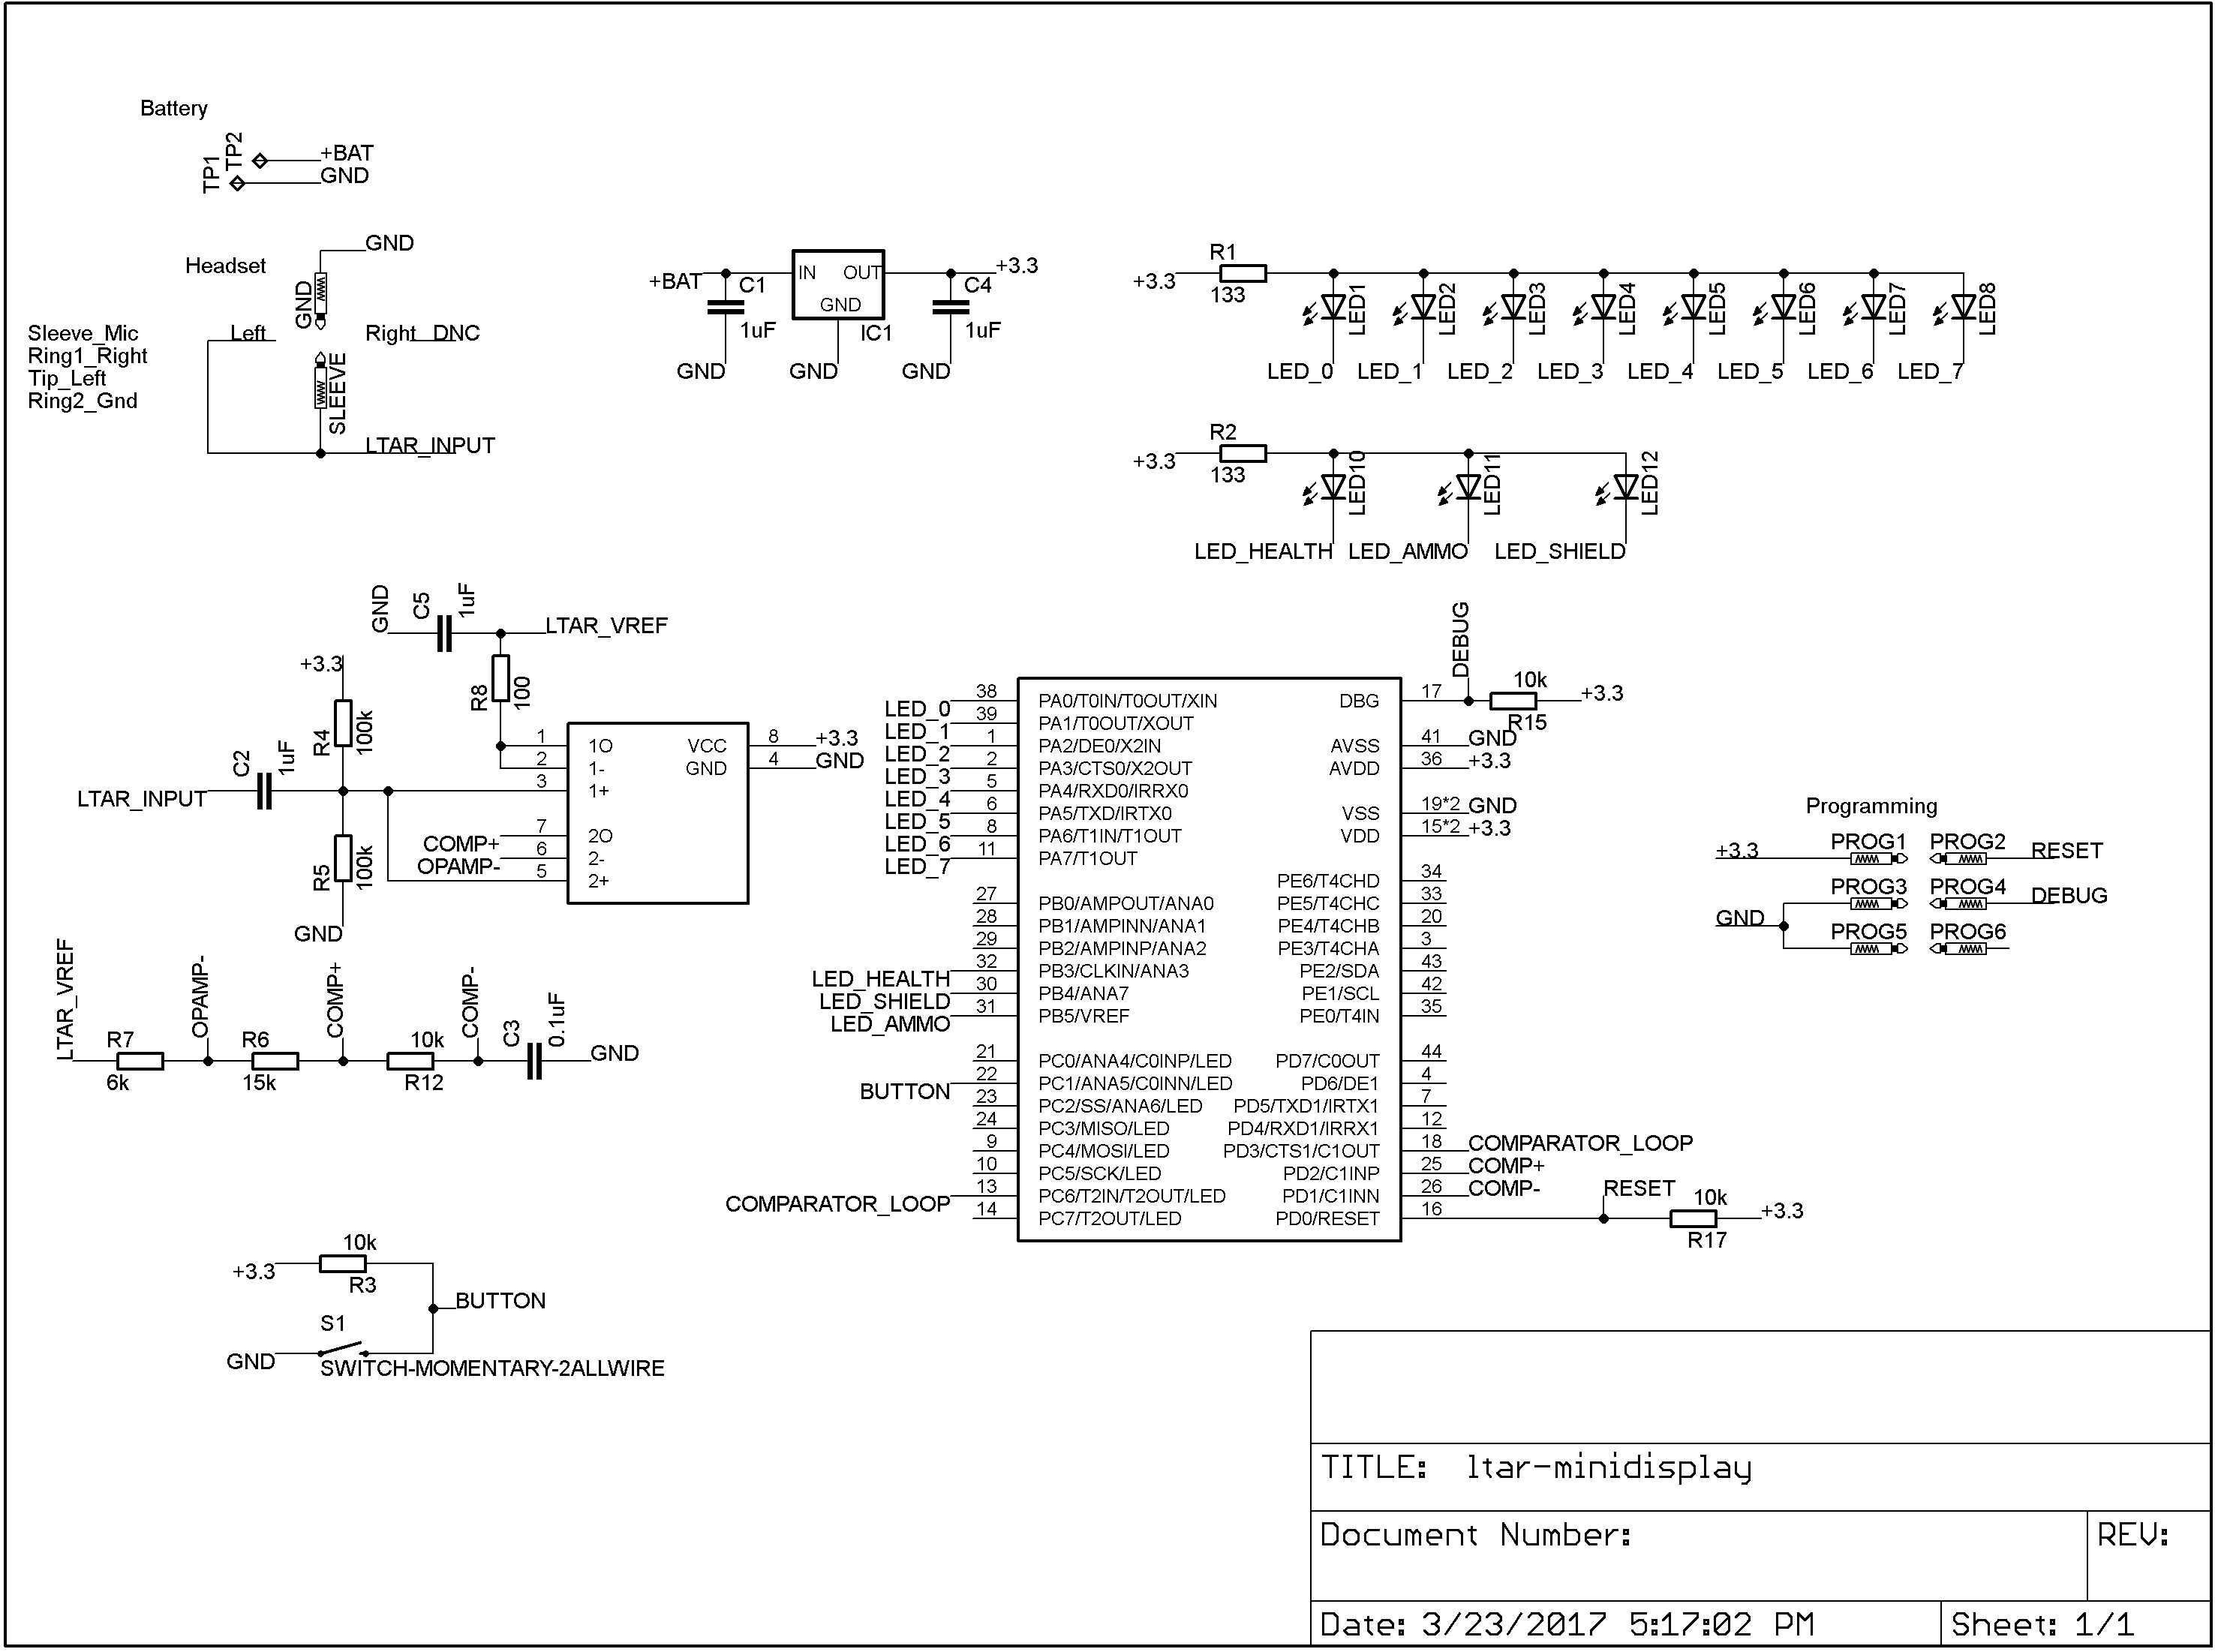 Battery
TP2
TP1
+BAT
GND
Headset
GND
GND
Sleeve_Mic
Ring1_Right
Tip_Left
Ring2_Gnd
Left
Right_DNC
SLEEVE
LTAR_INPUT
+BAT
C1
1uF
GND
IN
OUT
GND
IC1
GND
C4
+3.3
1uF
GND
R1
+3.3
133
LED1
LED2
LED3
LED4
LED5
LED6
LED7
LED8
LED_0
LED_1
LED_2
LED_3
LED_4
LED_5
LED_6
LED_7
R2
+3.3
133
LED10
LED11
LED12
LED_HEALTH
LED_AMMO
LED_SHIELD
GND
C5
1uF
LTAR_VREF
R8
100
+3.3
R4
100k
C2
1uF
LTAR_INPUT
R5
100k
GND
COMP+
OPAMP-
1 1O
2 1-
3 1+
7 2O
6 2-
5 2+
VCC 8 +3.3
GND 4 GND
LTAR_VREF
R7
6k
OPAMP-
R6
15k
COMP+
10k
R12
COMP-
C3
0.1uF
GND
10k
+3.3
R3
BUTTON
S1
GND
SWITCH-MOMENTARY-2ALLWIRE
LED_0 38 PA0/T0IN/T0OUT/XIN
LED_1 39 PA1/T0OUT/XOUT
LED_2 1 PA2/DE0/X2IN
LED_3 2 PA3/CTS0/X2OUT
LED_4 5 PA4/RXD0/IRRX0
LED_5 6 PA5/TXD/IRTX0
LED_6 8 PA6/T1IN/T1OUT
LED_7 11 PA7/T1OUT
27 PB0/AMPOUT/ANA0
28 PB1/AMPINN/ANA1
29 PB2/AMPINP/ANA2
LED_HEALTH 32 PB3/CLKIN/ANA3
LED_SHIELD 30 PB4/ANA7
LED_AMMO 31 PB5/VREF
21 PC0/ANA4/C0INP/LED
BUTTON 22 PC1/ANA5/C0INN/LED
23 PC2/SS/ANA6/LED
24 PC3/MISO/LED
9 PC4/MOSI/LED
10 PC5/SCK/LED
COMPARATOR_LOOP 13 PC6/T2IN/T2OUT/LED
14 PC7/T2OUT/LED
DEBUG
10k
DBG 17 +3.3
R15
AVSS 41 GND
AVDD 36 +3.3
VSS 19*2 GND
VDD 15*2 +3.3
PE6/T4CHD 34
PE5/T4CHC 33
PE4/T4CHB 20
PE3/T4CHA 3
PE2/SDA 43
PE1/SCL 42
PE0/T4IN 35
PD7/C0OUT 44
PD6/DE1 4
PD5/TXD1/IRTX1 7
PD4/RXD1/IRRX1 12
PD3/CTS1/C1OUT 18 COMPARATOR_LOOP
PD2/C1INP 25 COMP+
PD1/C1INN 26 COMP-
PD0/RESET 16
RESET
10k
+3.3
R17
Programming
PROG1 PROG2
+3.3 RESET
PROG3 PROG4
DEBUG
GND
PROG5 PROG6
TITLE: ltar-minidisplay
Document Number:
REV:
Date: 3/23/2017 5:17:02 PM
Sheet: 1/1